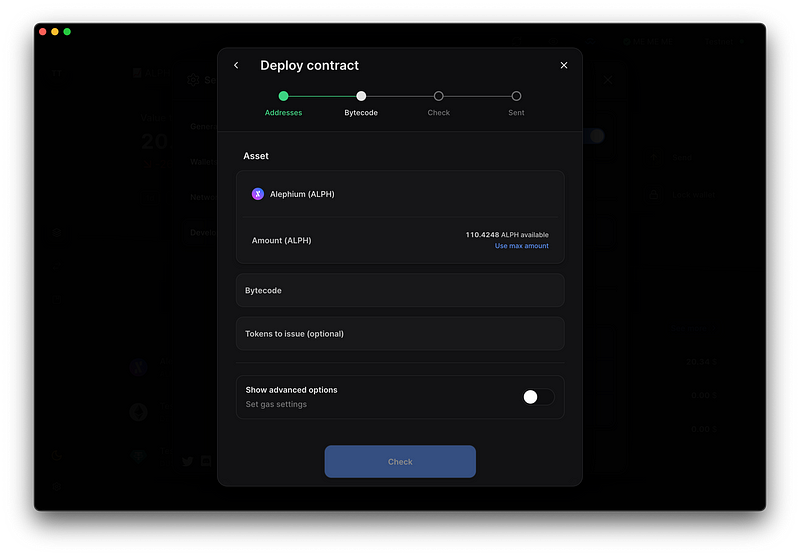 Deploy contract
Addresses
Bytecode
Check
Sent
Asset
Alephium (ALPH)
Amount (ALPH)
110.4248 ALPH available
Use max amount
Bytecode
Tokens to issue (optional)
Show advanced options
Set gas settings
Check